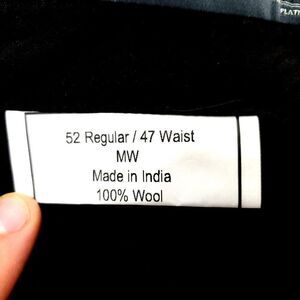 52 Regular / 47 Waist
MW
Made in India
100% Wool